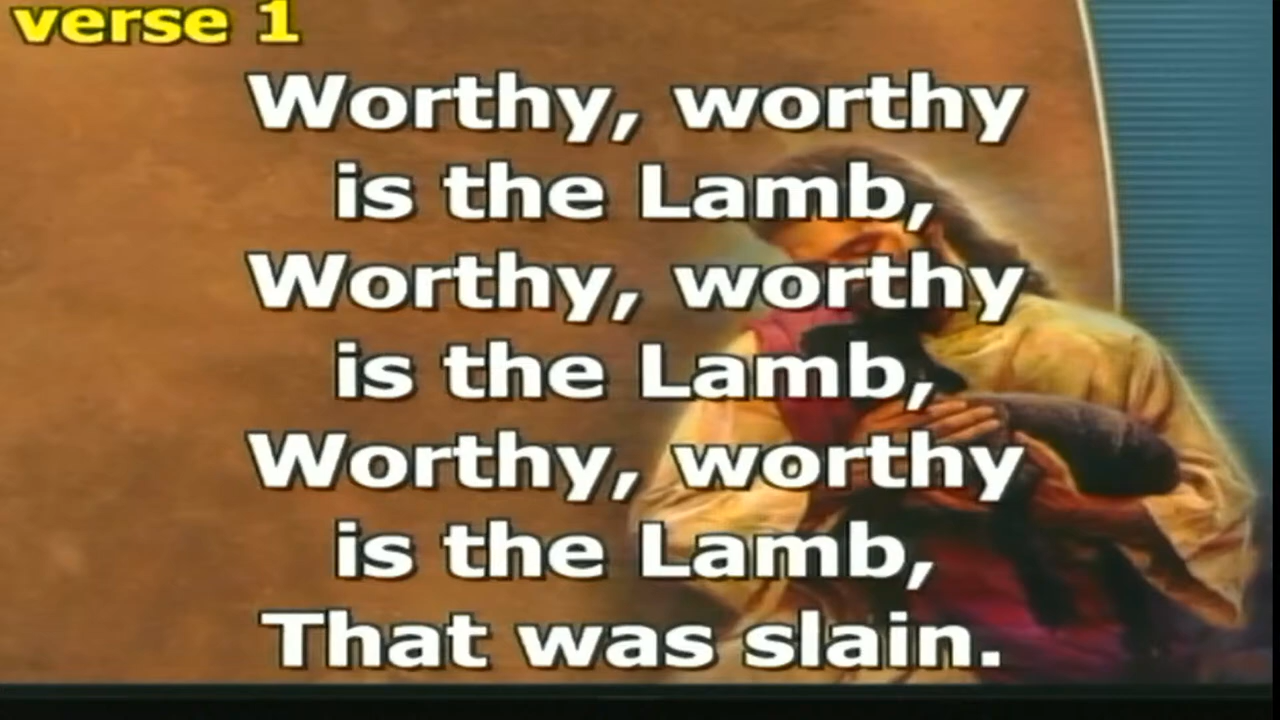 verse 1
Worthy, worthy
is the Lamb,
Worthy, worthy
is the Lamb,
Worthy, worthy
is the Lamb,
That was slain.